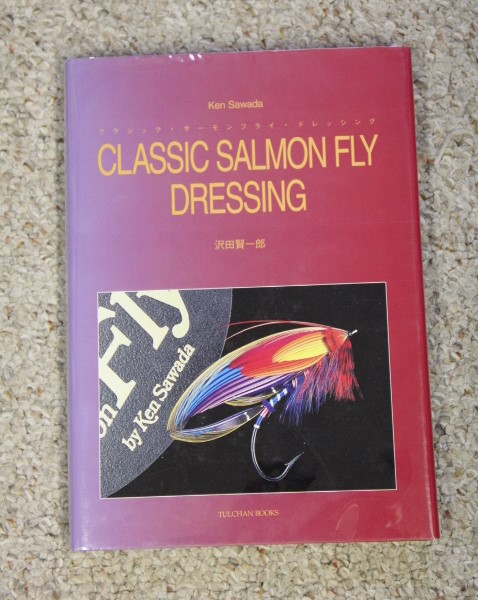 Ken Sawada
クラシック・サーモンフライ・ドレッシング
CLASSIC SALMON FLY
DRESSING
沢田賢一郎
Fly
on
by Ken Sawada
TULCHAN BOOKS